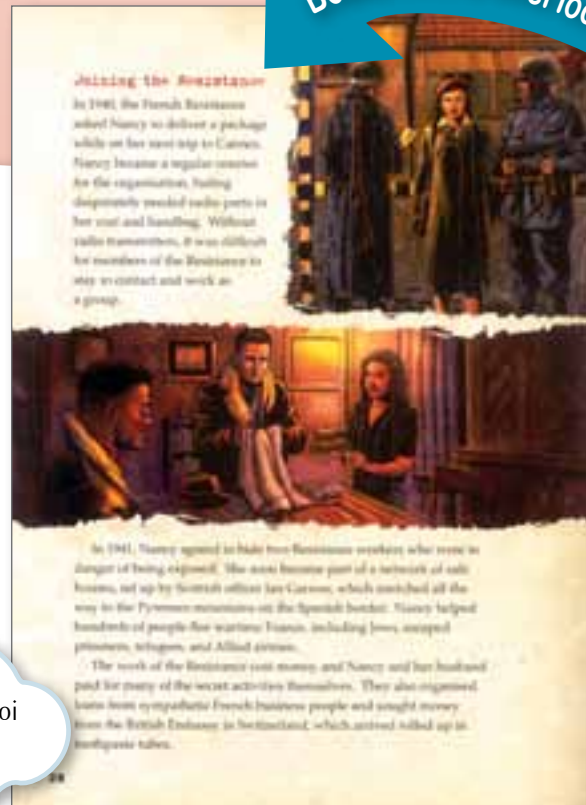 Joining the Resistance
In 1940, the French Resistance
asked Nancy to deliver a package
while on her next trip to Cannes.
Nancy became a regular courier
for the organisation, hiding
desperately needed radio parts in
her coat and handbag. Without
radio transmitters, it was difficult
for members of the Resistance to
stay in contact and work as
a group.
In 1941, Nancy agreed to hide two Resistance workers who were in
danger of being exposed. She soon became part of a network of safe
houses, set up by Scottish officer Ian Garrow, which stretched all the
way to the Pyrenees mountains on the Spanish border. Nancy helped
hundreds of people flee wartime France, including Jews, escaped
prisoners, refugees, and Allied airmen.
The work of the Resistance cost money, and Nancy and her husband
paid for many of the secret activities themselves. They also organised
loans from sympathetic French business people and sought money
from the British Embassy in Switzerland, which arrived rolled up in
toothpaste tubes.
oi